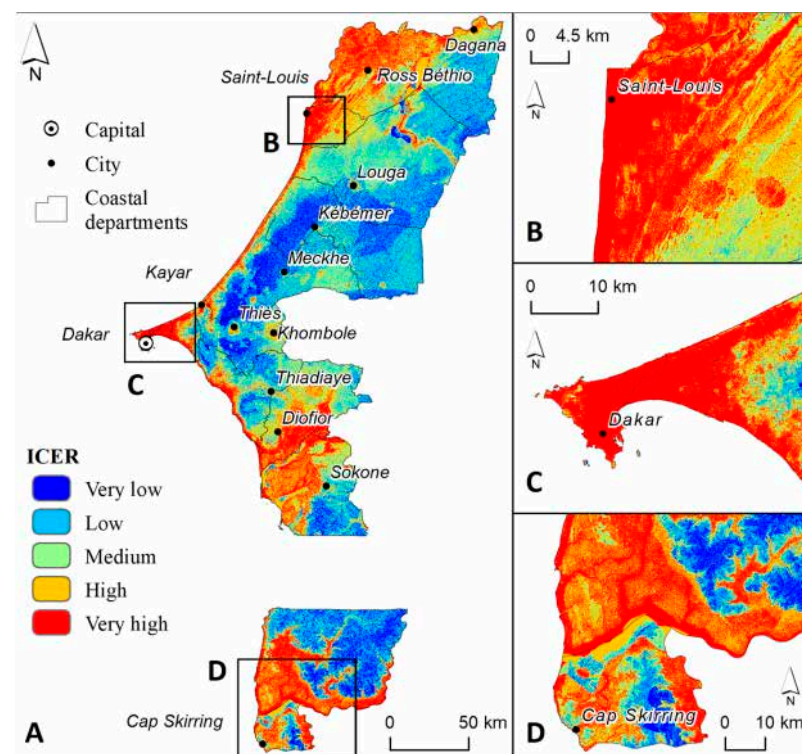 N
Capital
City
Coastal
departments
Dagana
Ross Béthio
Saint-Louis
B
Louga
Kébémer
Meckhe
Kayar
Thiès
Khombole
Dakar
C
Thiadiaye
Diofior
Sokone
ICER
Very low
Low
Medium
High
Very high
D
Cap Skirring
A
0 50 km
0 4.5 km
N
Saint-Louis
B
0 10 km
N
Dakar
C
N
Cap Skirring
D
0 10 km